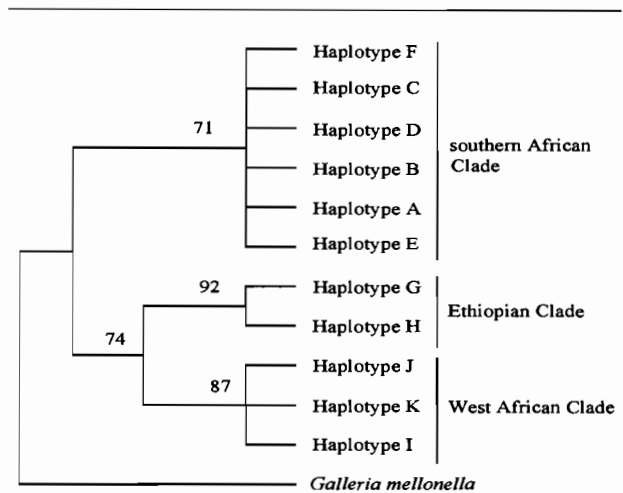 Haplotype F
Haplotype C
71
Haplotype D
southern African
Clade
Haplotype B
Haplotype A
Haplotype E
92
Haplotype G
Ethiopian Clade
Haplotype H
74
Haplotype J
87
Haplotype K
West African Clade
Haplotype I
Galleria mellonella